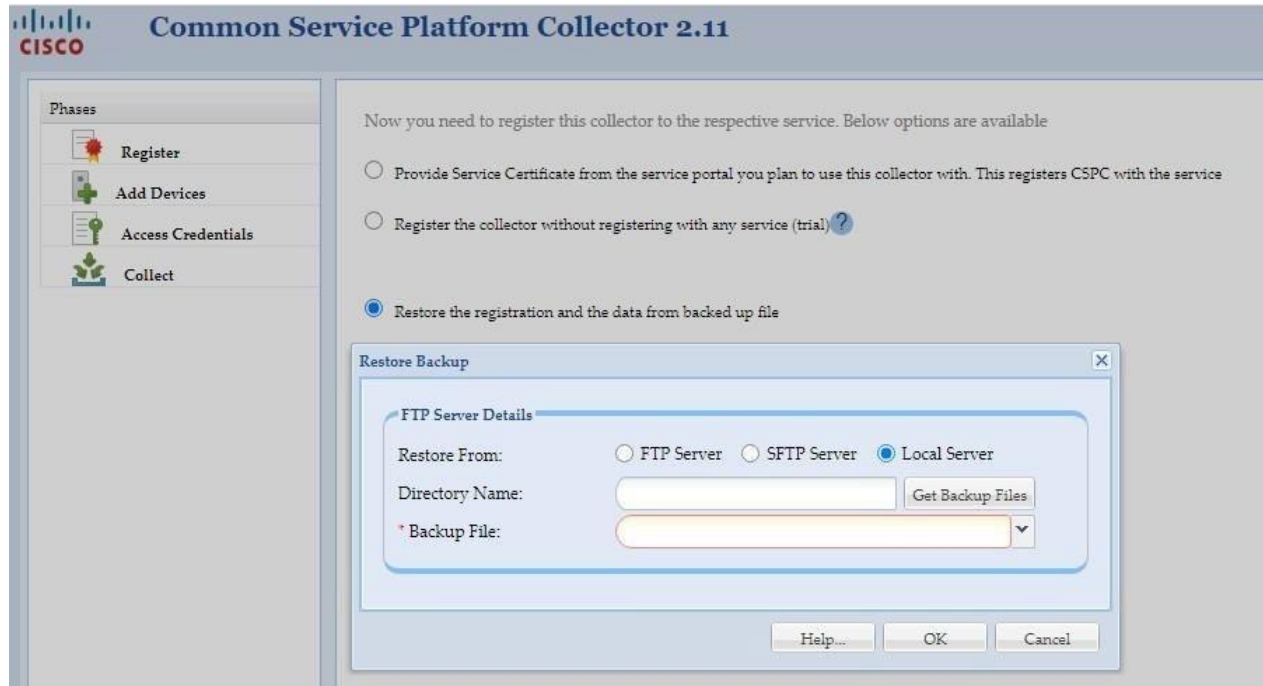 CISCO
Common Service Platform Collector 2.11
Phases
Register
Add Devices
Access Credentials
Collect
Now you need to register this collector to the respective service. Below options are available
Provide Service Certificate from the service portal you plan to use this collector with. This registers CSPC with the service
Register the collector without registering with any service (trial) ?
Restore the registration and the data from backed up file
Restore Backup
FTP Server Details
Restore From: FTP Server SFTP Server Local Server
Directory Name: Get Backup Files
* Backup File:
Help... OK Cancel